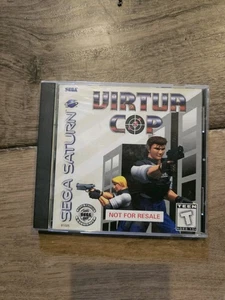 SEGA
VIRTUA
COP
SEGA SATURN
NOT FOR RESALE
TEEN
T